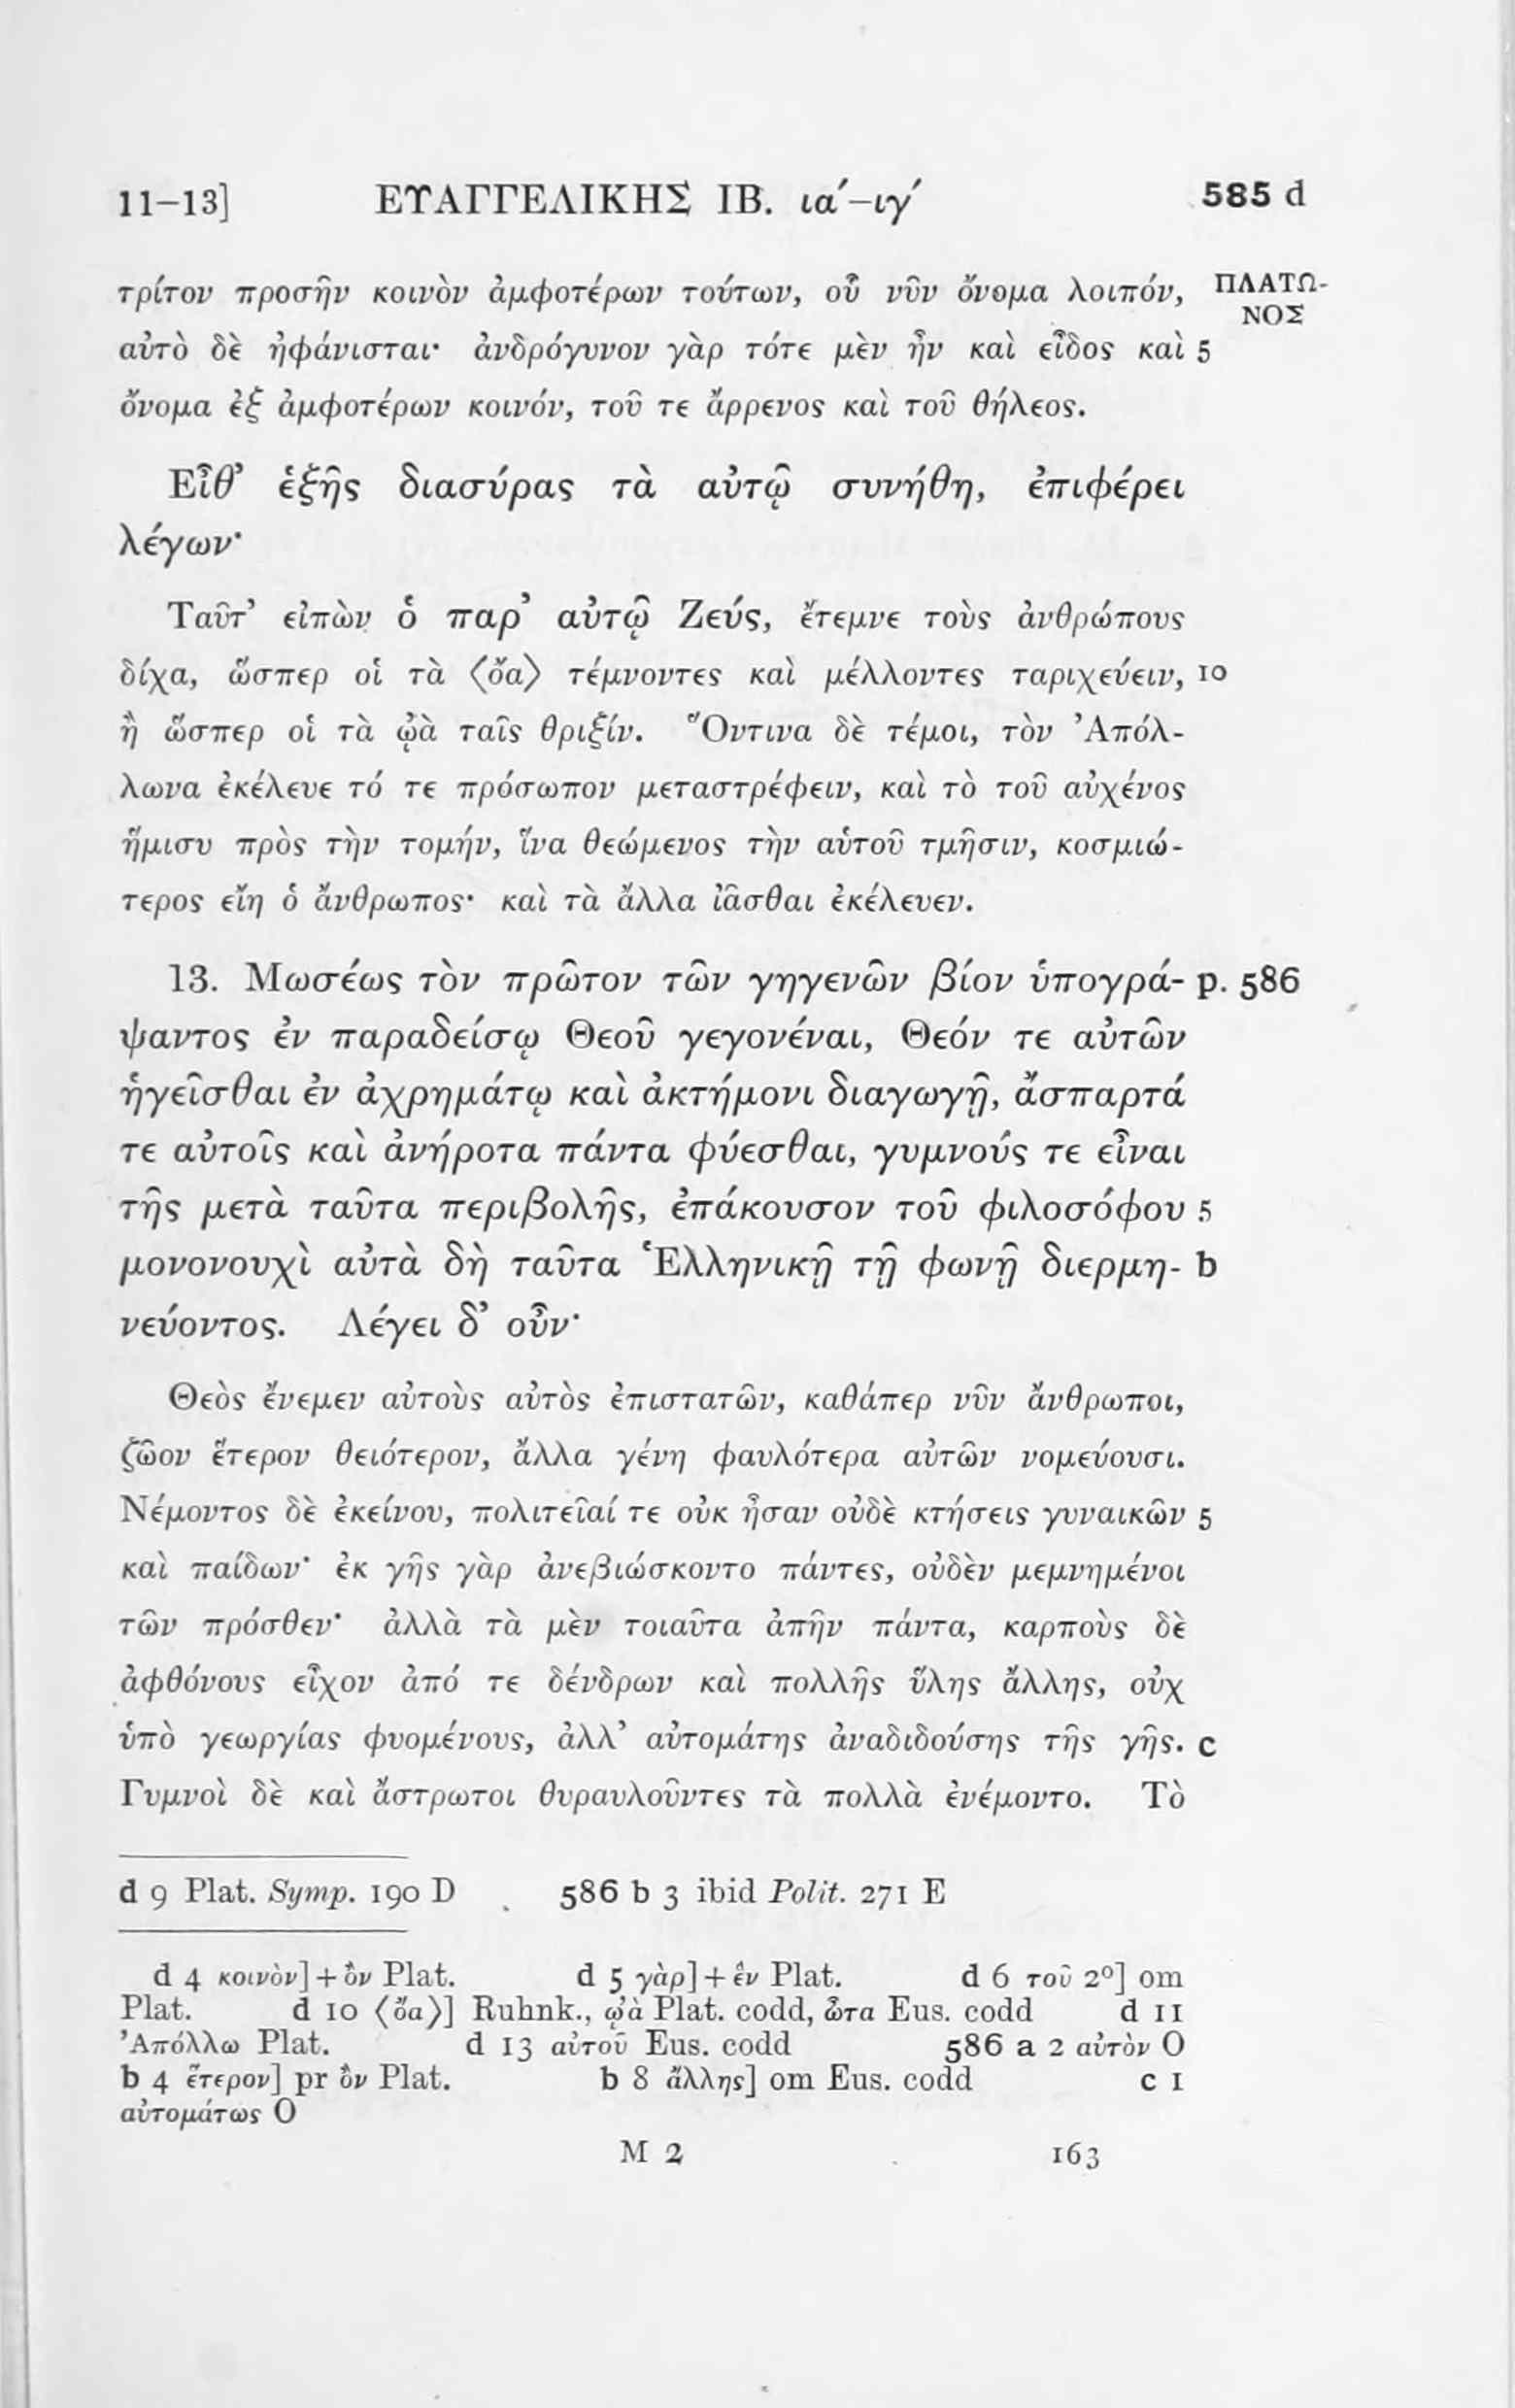 11–13] ΕΥΑΓΓΕΛΙΚΗΣ ΙΒ. ια΄–ιγ΄ 585 d
τρίτον προσῆν κοινὸν ἀμφοτέρων τούτων, οὗ νῦν ὄνομα λοιπόν, ΠΛΑΤΩ-
ΝΟΣ
αὐτὸ δὲ ἠφάνισται· ἀνδρόγυνον γὰρ τότε μὲν ἦν καὶ εἶδος καὶ 5
ὄνομα ἐξ ἀμφοτέρων κοινόν, τοῦ τε ἄρρενος καὶ τοῦ θήλεος.
Εἶθ’ ἑξῆς διασύρας τὰ αὐτῷ συνήθη, ἐπιφέρει
λέγων·
Ταῦτ’ εἰπὼν ὁ παρ’ αὐτῷ Ζεύς, ἔτεμνε τοὺς ἀνθρώπους
δίχα, ὥσπερ οἱ τὰ ⟨ὄα⟩ τέμνοντες καὶ μέλλοντες ταριχεύειν, 10
ἢ ὥσπερ οἱ τὰ ᾠὰ ταῖς θριξίν. Ὅντινα δὲ τέμοι, τὸν Ἀπόλ-
λωνα ἐκέλευε τό τε πρόσωπον μεταστρέφειν, καὶ τὸ τοῦ αὐχένος
ἥμισυ πρὸς τὴν τομήν, ἵνα θεώμενος τὴν αὑτοῦ τμῆσιν, κοσμιώ-
τερος εἴη ὁ ἄνθρωπος· καὶ τὰ ἄλλα ἰᾶσθαι ἐκέλευεν.
13. Μωσέως τὸν πρῶτον τῶν γηγενῶν βίον ὑπογρά- p. 586
ψαντος ἐν παραδείσῳ Θεοῦ γεγονέναι, Θεόν τε αὐτῶν
ἡγεῖσθαι ἐν ἀχρημάτῳ καὶ ἀκτήμονι διαγωγῇ, ἄσπαρτά
τε αὐτοῖς καὶ ἀνήροτα πάντα φύεσθαι, γυμνούς τε εἶναι
τῆς μετὰ ταῦτα περιβολῆς, ἐπάκουσον τοῦ φιλοσόφου 5
μονονουχὶ αὐτὰ δὴ ταῦτα Ἑλληνικῇ τῇ φωνῇ διερμη- b
νεύοντος. Λέγει δ’ οὖν·
Θεὸς ἔνεμεν αὐτοὺς αὐτὸς ἐπιστατῶν, καθάπερ νῦν ἄνθρωποι,
ζῶον ἕτερον θειότερον, ἄλλα γένη φαυλότερα αὐτῶν νομεύουσι.
Νέμοντος δὲ ἐκείνου, πολιτεῖαί τε οὐκ ἦσαν οὐδὲ κτήσεις γυναικῶν 5
καὶ παίδων· ἐκ γῆς γὰρ ἀνεβιώσκοντο πάντες, οὐδὲν μεμνημένοι
τῶν πρόσθεν· ἀλλὰ τὰ μὲν τοιαῦτα ἀπῆν πάντα, καρποὺς δὲ
ἀφθόνους εἶχον ἀπό τε δένδρων καὶ πολλῆς ὕλης ἄλλης, οὐχ
ὑπὸ γεωργίας φυομένους, ἀλλ’ αὐτομάτης ἀναδιδούσης τῆς γῆς. c
Γυμνοὶ δὲ καὶ ἄστρωτοι θυραυλοῦντες τὰ πολλὰ ἐνέμοντο. Τὸ
d 9 Plat. Symp. 190 D 586 b 3 ibid Polit. 271 E
d 4 κοινὸν]+ὂν Plat. d 5 γὰρ]+ἓν Plat. d 6 τοῦ 2º] om
Plat. d 10 ⟨ὄα⟩] Ruhnk., ᾠὰ Plat. codd, ὦτα Eus. codd d 11
Ἀπόλλω Plat. d 13 αὐτοῦ Eus. codd 586 a 2 αὐτὸν O
b 4 ἕτερον] pr ὂν Plat. b 8 ἄλλης] om Eus. codd c 1
αὐτομάτως O
M 2 163